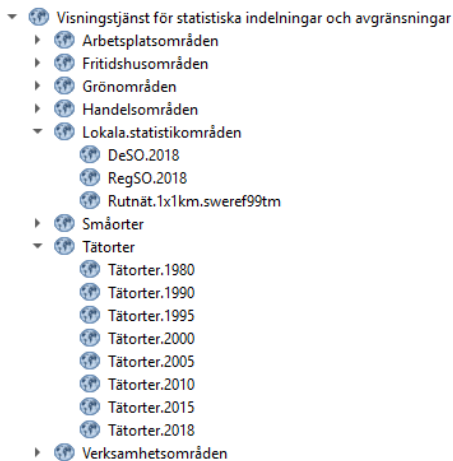 Visningstjänst för statistiska indelningar och avgränsningar
Arbetsplatsområden
Fritidshusområden
Grönområden
Handelsområden
Lokala.statistikområden
DeSO.2018
RegSO.2018
Rutnät.1x1km.sweref99tm
Småorter
Tätorter
Tätorter.1980
Tätorter.1990
Tätorter.1995
Tätorter.2000
Tätorter.2005
Tätorter.2010
Tätorter.2015
Tätorter.2018
Verksamhetsområden